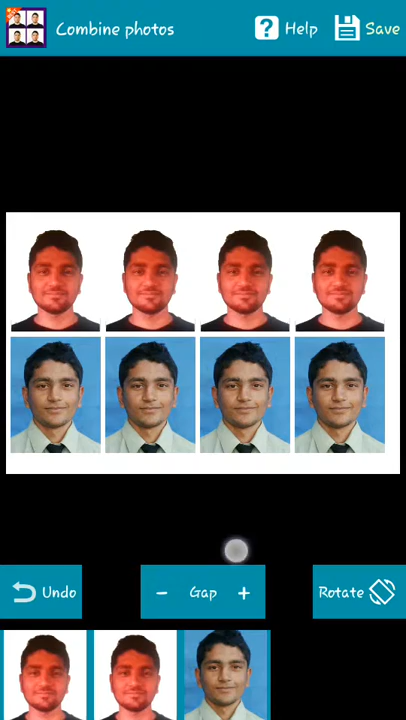 Combine photos
Help
Save
Undo
- Gap +
Rotate